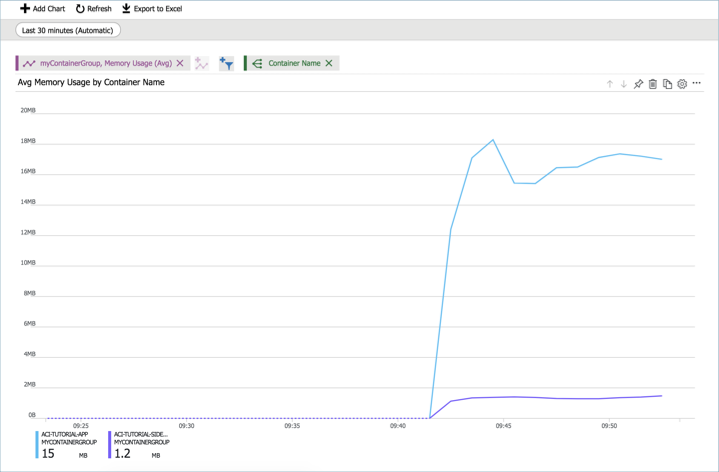 Add Chart Refresh Export to Excel
Last 30 minutes (Automatic)
myContainerGroup, Memory Usage (Avg) Container Name
Avg Memory Usage by Container Name
20MB
18MB
16MB
14MB
12MB
10MB
8MB
6MB
4MB
2MB
0B
09:25 09:30 09:35 09:40 09:45 09:50
ACI-TUTORIAL-APP
MYCONTAINERGROUP
15 MB
ACI-TUTORIAL-SIDE...
MYCONTAINERGROUP
1.2 MB